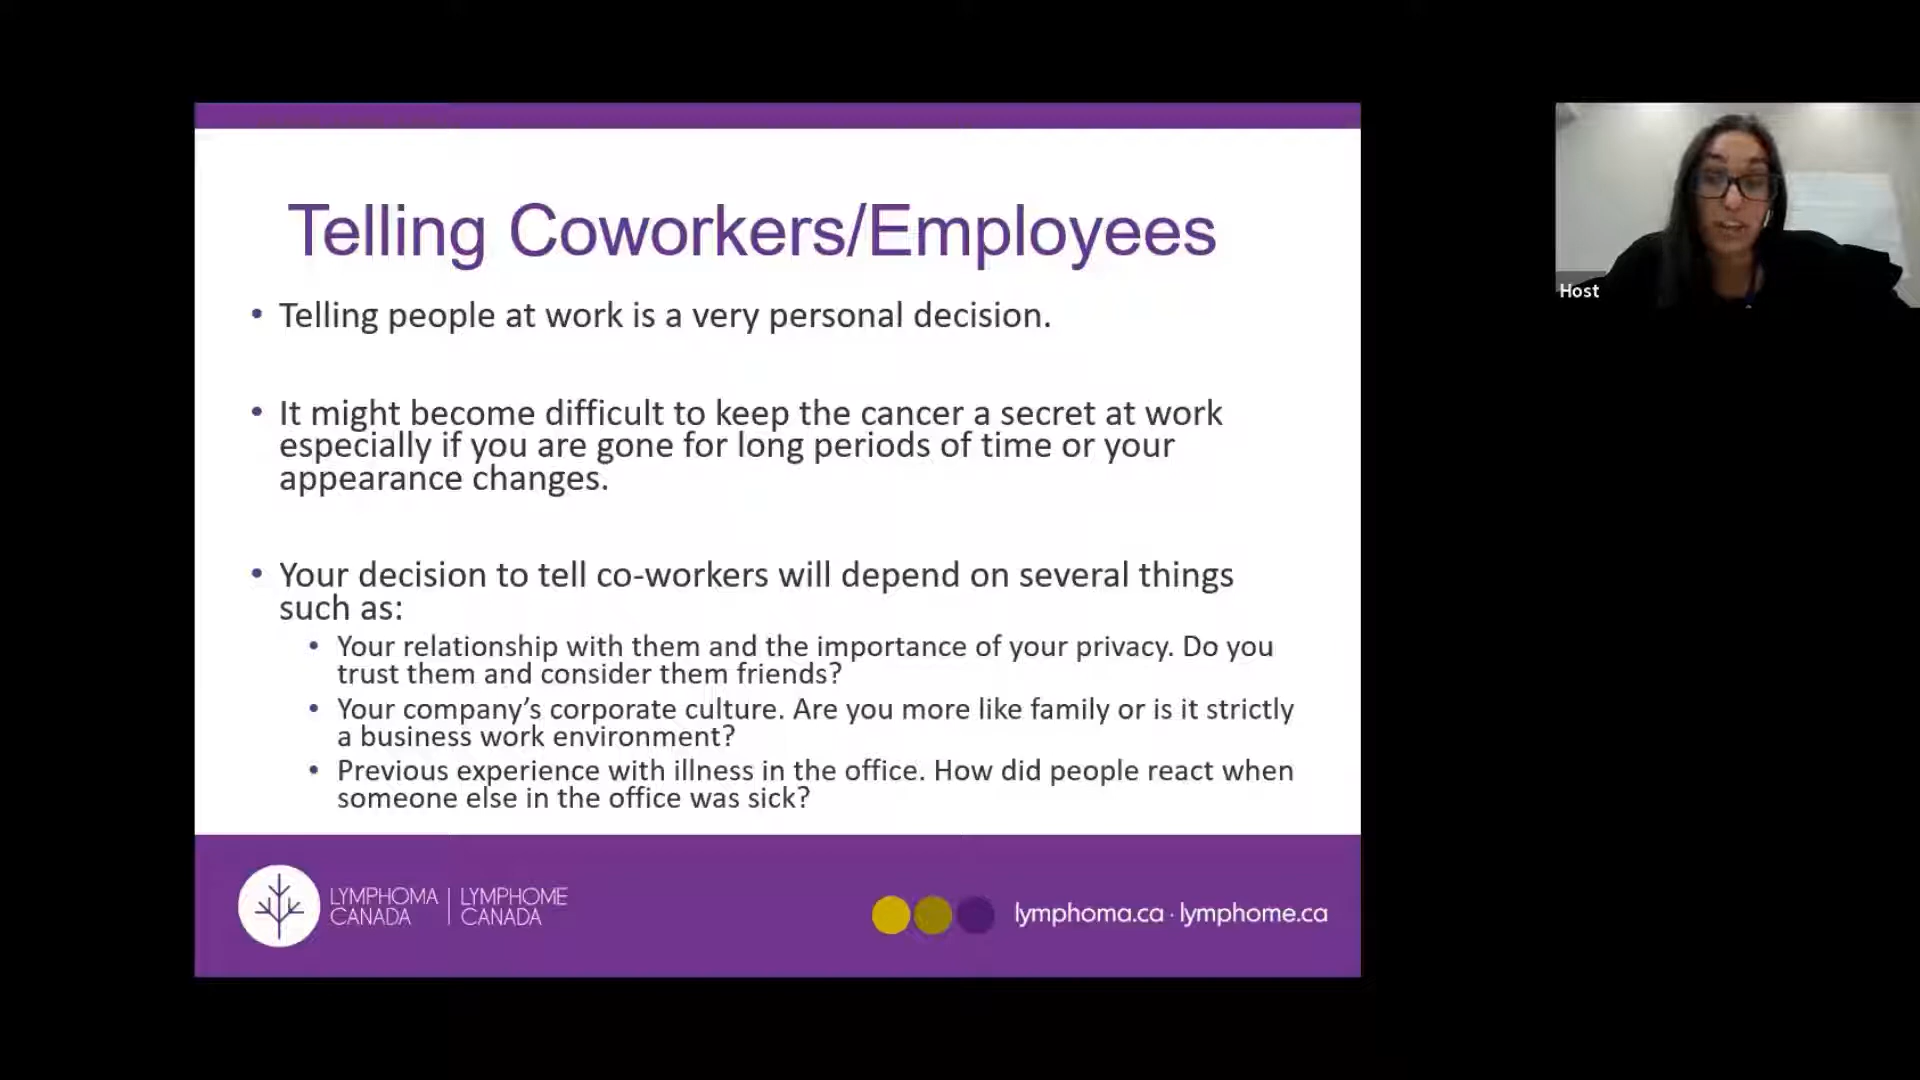 Telling Coworkers/Employees
• Telling people at work is a very personal decision.
• It might become difficult to keep the cancer a secret at work
especially if you are gone for long periods of time or your
appearance changes.
• Your decision to tell co-workers will depend on several things
such as:
• Your relationship with them and the importance of your privacy. Do you
trust them and consider them friends?
• Your company’s corporate culture. Are you more like family or is it strictly
a business work environment?
• Previous experience with illness in the office. How did people react when
someone else in the office was sick?
LYMPHOMA CANADA | LYMPHOME CANADA
lymphoma.ca · lymphome.ca
Host